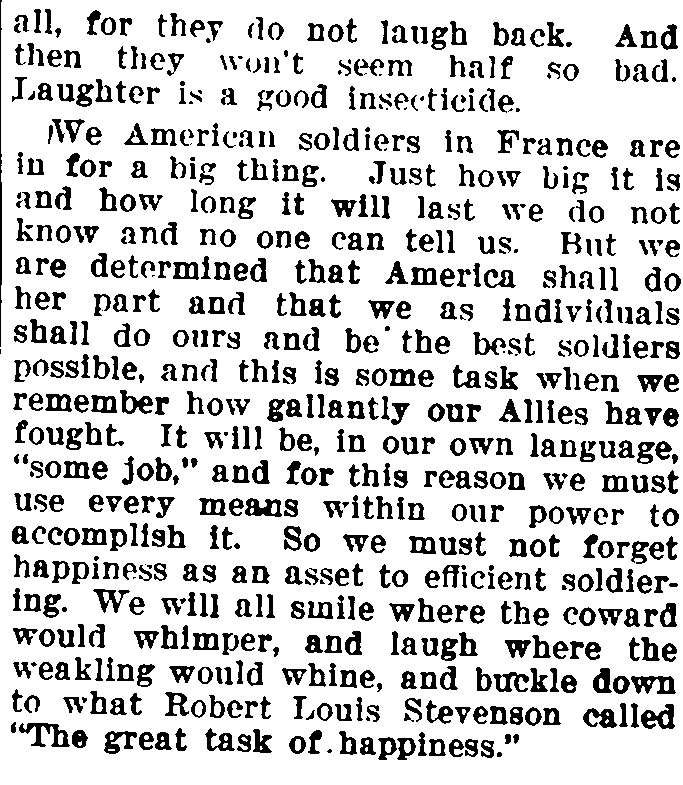 all, for they do not laugh back. And
then they won't seem half so bad.
Laughter is a good insecticide.
We American soldiers in France are
in for a big thing. Just how big it is
and how long it will last we do not
know and no one can tell us. But we
are determined that America shall do
her part and that we as individuals
shall do ours and be the best soldiers
possible, and this is some task when we
remember how gallantly our Allies have
fought. It will be, in our own language,
“some job,” and for this reason we must
use every means within our power to
accomplish it. So we must not forget
happiness as an asset to efficient soldier-
ing. We will all smile where the coward
would whimper, and laugh where the
weakling would whine, and buckle down
to what Robert Louis Stevenson called
“The great task of happiness.”